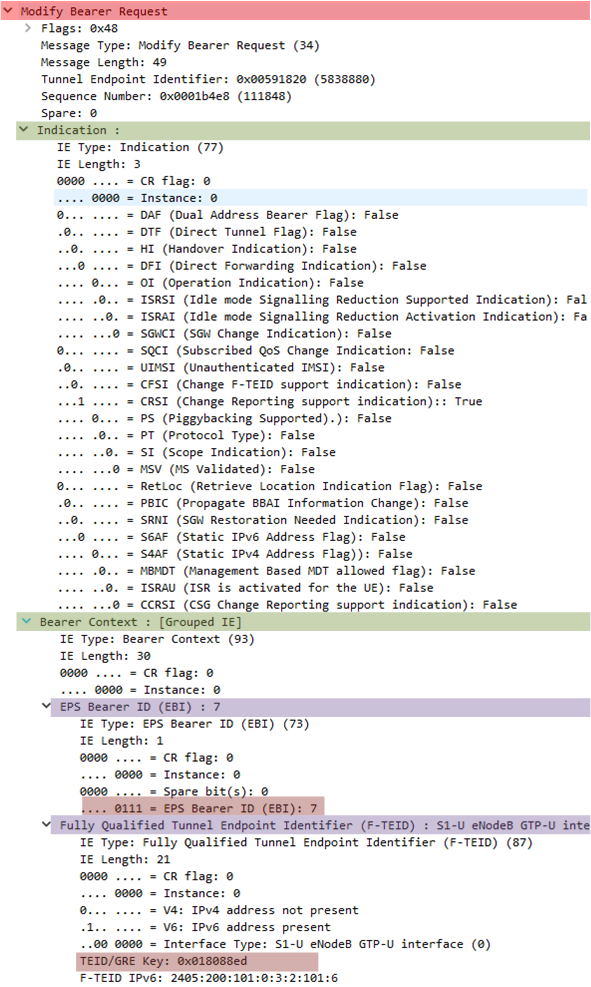 Modify Bearer Request
Flags: 0x48
Message Type: Modify Bearer Request (34)
Message Length: 49
Tunnel Endpoint Identifier: 0x00591820 (5838880)
Sequence Number: 0x0001b4e8 (111848)
Spare: 0
Indication :
IE Type: Indication (77)
IE Length: 3
0000 .... = CR flag: 0
.... 0000 = Instance: 0
0... .... = DAF (Dual Address Bearer Flag): False
.0.. .... = DTF (Direct Tunnel Flag): False
..0. .... = HI (Handover Indication): False
...0 .... = DFI (Direct Forwarding Indication): False
.... 0... = OI (Operation Indication): False
.... .0.. = ISRSI (Idle mode Signalling Reduction Supported Indication): Fal
.... ..0. = ISRAI (Idle mode Signalling Reduction Activation Indication): Fa
.... ...0 = SGWCI (SGW Change Indication): False
0... .... = SQCI (Subscribed QoS Change Indication: False
.0.. .... = UIMSI (Unauthenticated IMSI): False
..0. .... = CFSI (Change F-TEID support indication): False
...1 .... = CRSI (Change Reporting support indication):: True
.... 0... = PS (Piggybacking Supported).): False
.... .0.. = PT (Protocol Type): False
.... ..0. = SI (Scope Indication): False
.... ...0 = MSV (MS Validated): False
0... .... = RetLoc (Retrieve Location Indication Flag): False
.0.. .... = PBIC (Propagate BBAI Information Change): False
..0. .... = SRNI (SGW Restoration Needed Indication): False
...0 .... = S6AF (Static IPv6 Address Flag): False
.... 0... = S4AF (Static IPv4 Address Flag)): False
.... .0.. = MBMDT (Management Based MDT allowed flag): False
.... ..0. = ISRAU (ISR is activated for the UE): False
.... ...0 = CCRSI (CSG Change Reporting support indication): False
Bearer Context : [Grouped IE]
IE Type: Bearer Context (93)
IE Length: 30
0000 .... = CR flag: 0
.... 0000 = Instance: 0
EPS Bearer ID (EBI) : 7
IE Type: EPS Bearer ID (EBI) (73)
IE Length: 1
0000 .... = CR flag: 0
.... 0000 = Instance: 0
0000 .... = Spare bit(s): 0
.... 0111 = EPS Bearer ID (EBI): 7
Fully Qualified Tunnel Endpoint Identifier (F-TEID) : S1-U eNodeB GTP-U inte
IE Type: Fully Qualified Tunnel Endpoint Identifier (F-TEID) (87)
IE Length: 21
0000 .... = CR flag: 0
.... 0000 = Instance: 0
0... .... = V4: IPv4 address not present
.1.. .... = V6: IPv6 address present
..00 0000 = Interface Type: S1-U eNodeB GTP-U interface (0)
TEID/GRE Key: 0x018088ed
F-TEID IPv6: 2405:200:101:0:3:2:101:6